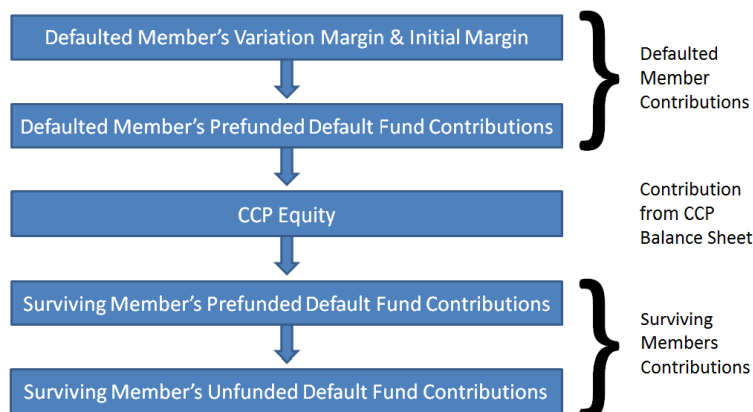 Defaulted Member's Variation Margin & Initial Margin
Defaulted
Member
Contributions
Defaulted Member's Prefunded Default Fund Contributions
CCP Equity
Contribution
from CCP
Balance Sheet
Surviving Member's Prefunded Default Fund Contributions
Surviving
Members
Contributions
Surviving Member's Unfunded Default Fund Contributions